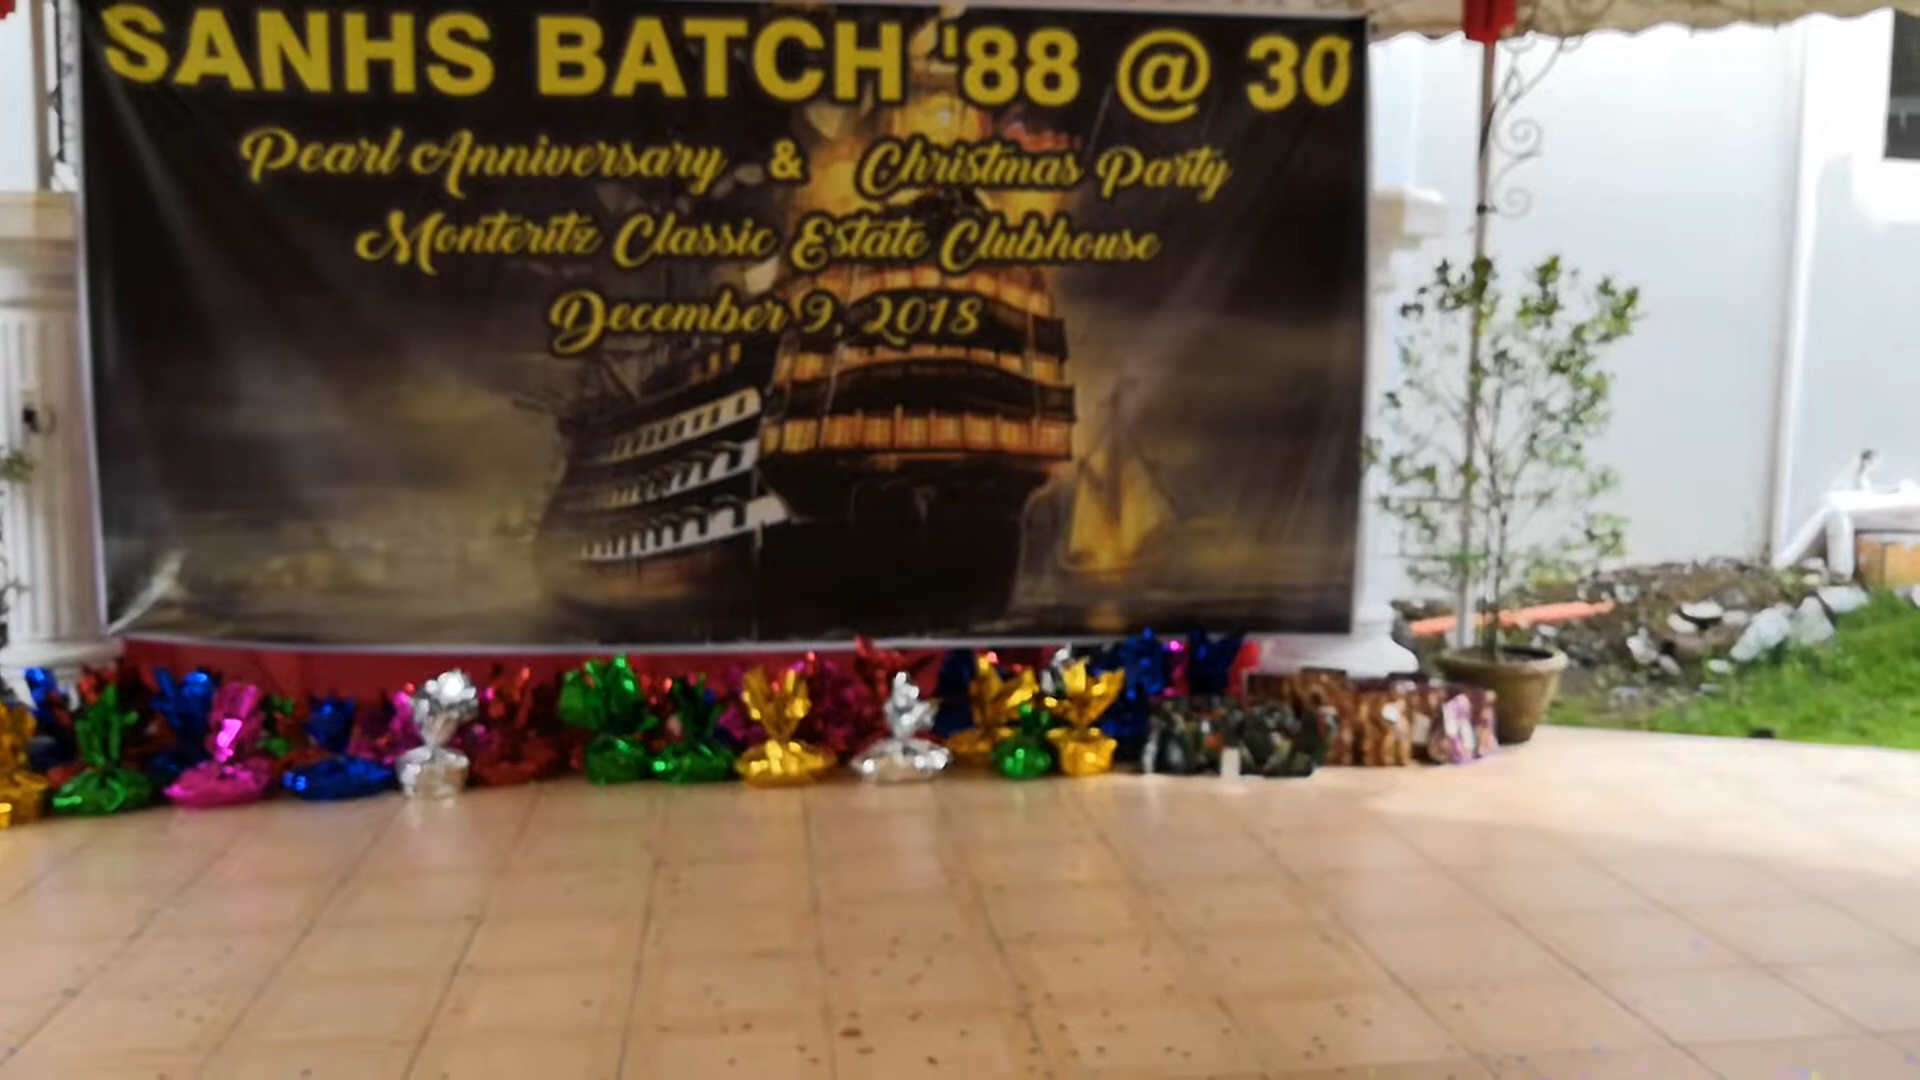 SANHS BATCH '88 @ 30
Pearl Anniversary & Christmas Party
Monteritz Classic Estate Clubhouse
December 9, 2018